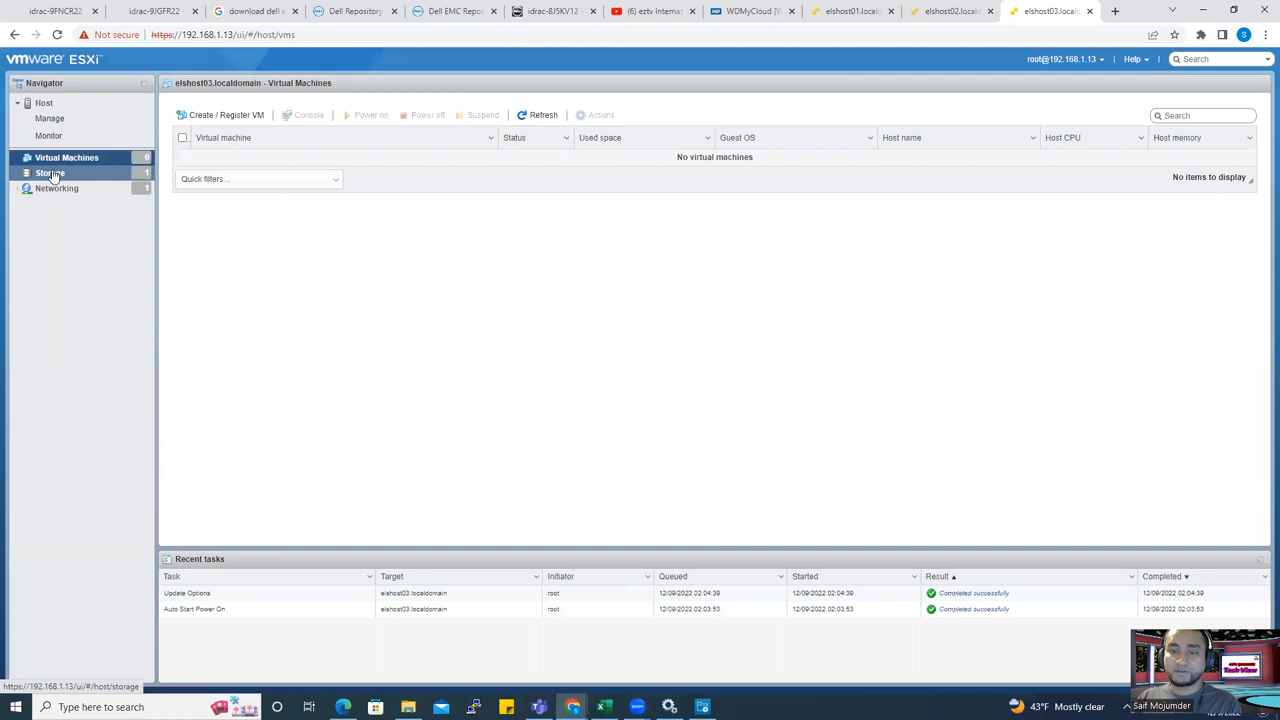 idrac-9FNCR22
idrac-9JGFR22
download dell e
Dell Repository
Dell EMC Repo
idrac-8J5KV12
(6) eztv Internat
WDMyCloud
elshost01.local
elshost02.local
elshost03.local
Not secure
https://192.168.1.13/ui/#/host/vms
S
vmware ESXi
root@192.168.1.13
Help
Search
Navigator
elshost03.localdomain - Virtual Machines
Host
Manage
Monitor
Virtual Machines 0
Storage 1
Networking 1
Create / Register VM
Console
Power on
Power off
Suspend
Refresh
Actions
Search
Virtual machine
Status
Used space
Guest OS
Host name
Host CPU
Host memory
No virtual machines
Quick filters...
No items to display
Recent tasks
Task Target Initiator Queued Started Result Completed
Update Options elshost03.localdomain root 12/09/2022 02:04:39 12/09/2022 02:04:39 Completed successfully 12/09/2022 02:04:39
Auto Start Power On elshost03.localdomain root 12/09/2022 02:03:53 12/09/2022 02:03:53 Completed successfully 12/09/2022 02:03:53
https://192.168.1.13/ui/#/host/storage
Tech View
Saif Mojumder
Type here to search
43°F Mostly clear